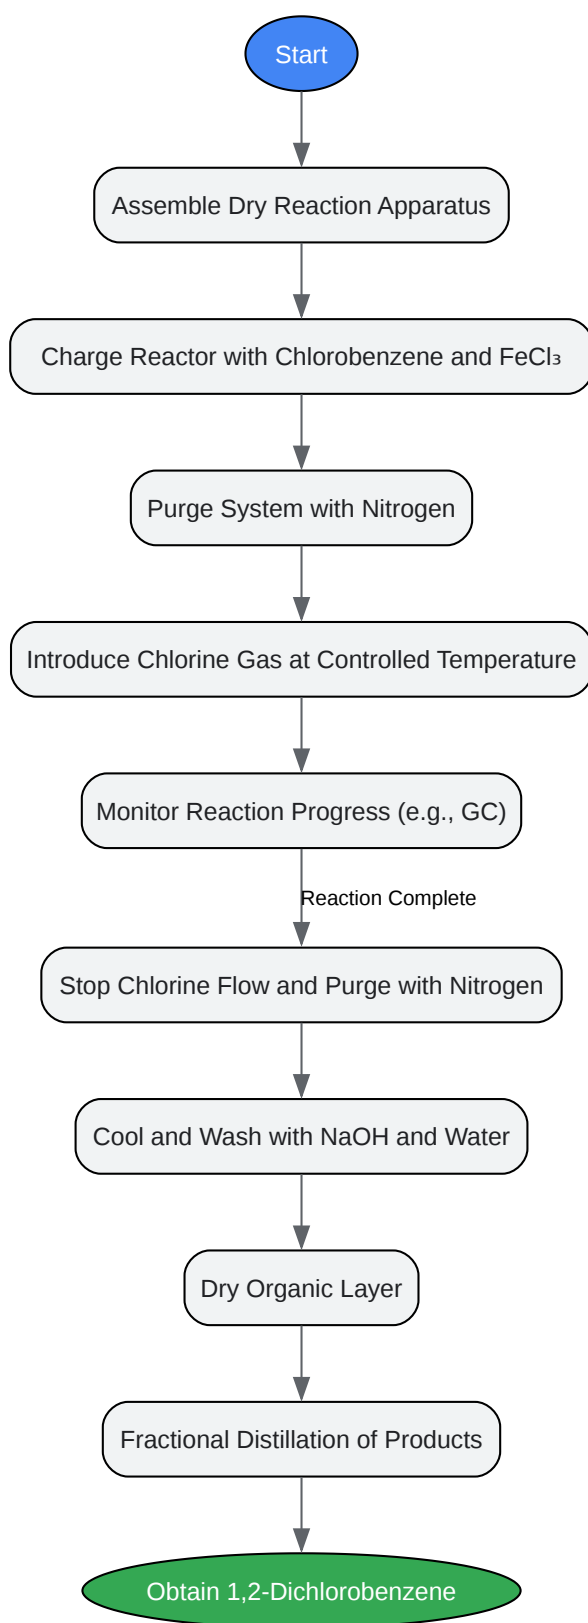 Start
Assemble Dry Reaction Apparatus
Charge Reactor with Chlorobenzene and FeCl₃
Purge System with Nitrogen
Introduce Chlorine Gas at Controlled Temperature
Monitor Reaction Progress (e.g., GC)
Reaction Complete
Stop Chlorine Flow and Purge with Nitrogen
Cool and Wash with NaOH and Water
Dry Organic Layer
Fractional Distillation of Products
Obtain 1,2-Dichlorobenzene